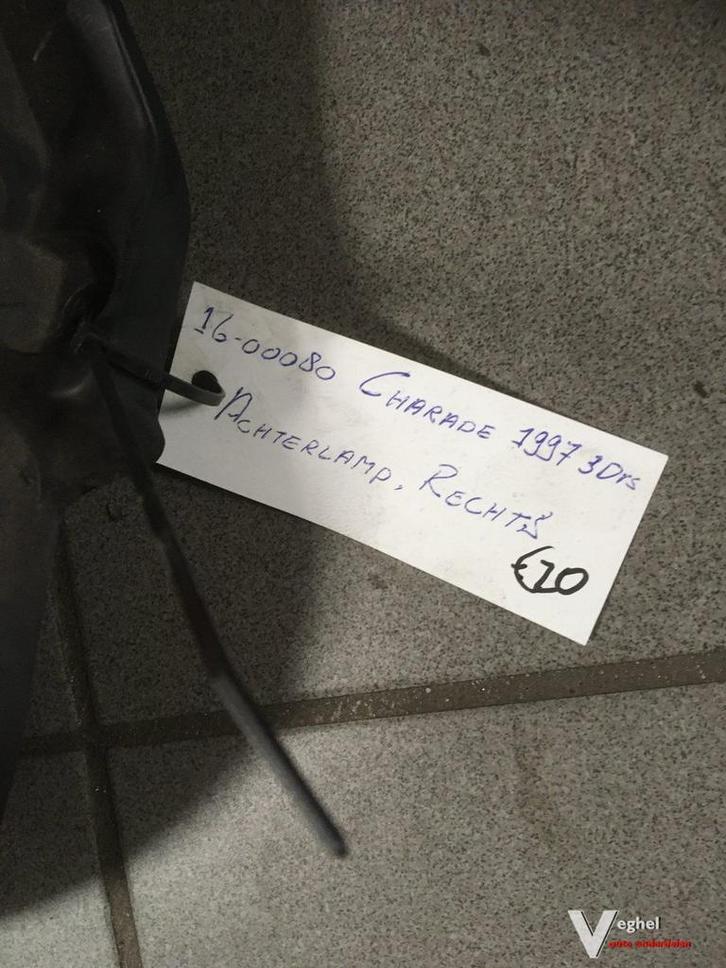 16-00080 CHARADE 1997 3Drs
ACHTERLAMP, RECHTS
€20
Veghel
auto onderdelen